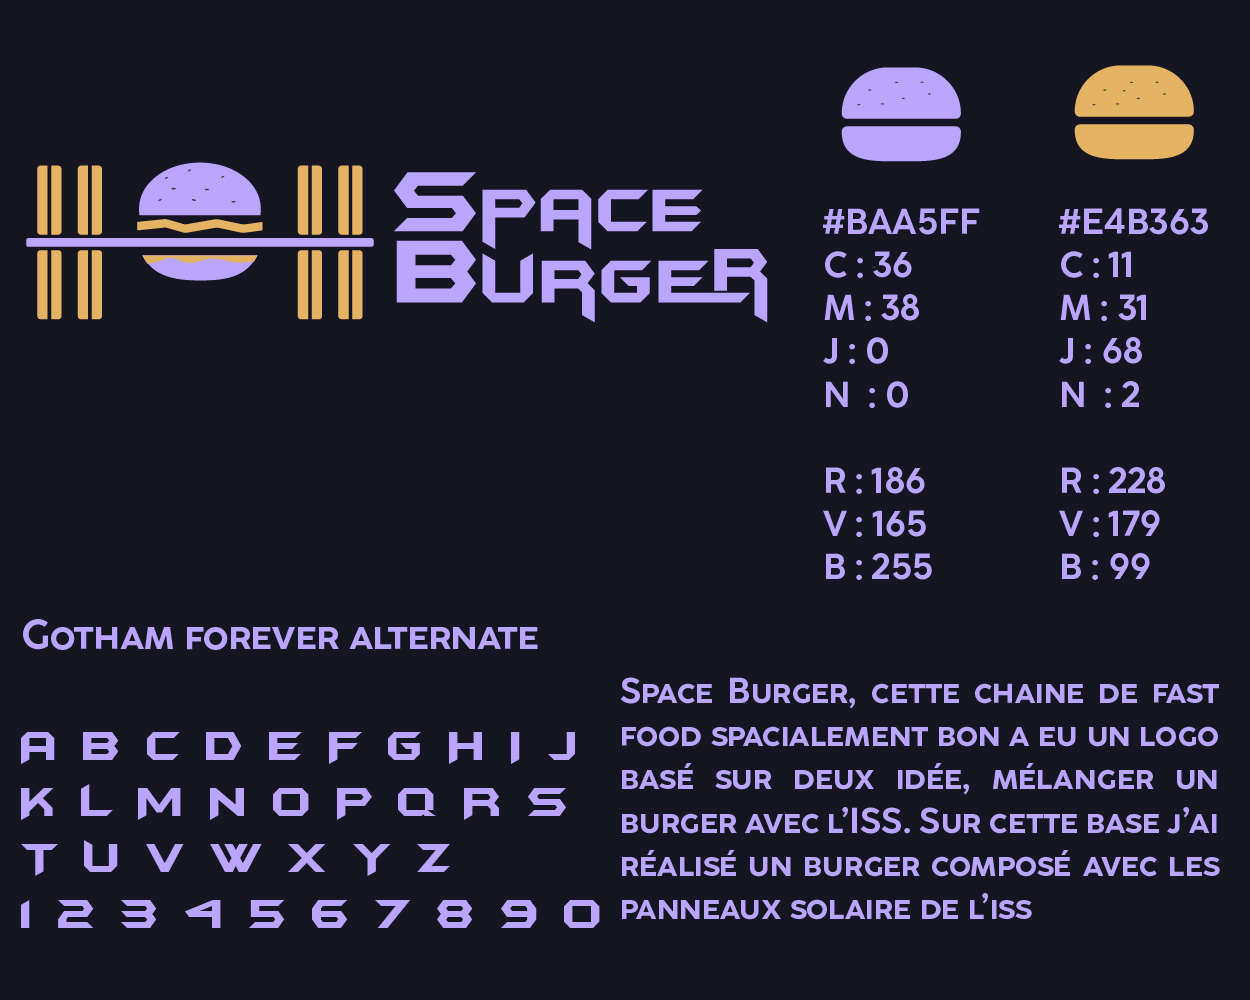 Space
Burger
#BAA5FF
C : 36
M : 38
J : 0
N : 0
R : 186
V : 165
B : 255
#E4B363
C : 11
M : 31
J : 68
N : 2
R : 228
V : 179
B : 99
Gotham forever alternate
A B C D E F G H I J
K L M N O P Q R S
T U V W X Y Z
1 2 3 4 5 6 7 8 9 0
Space Burger, cette chaine de fast
food spacialement bon a eu un logo
basé sur deux idée, mélanger un
burger avec l’ISS. Sur cette base j’ai
réalisé un burger composé avec les
panneaux solaire de l’iss